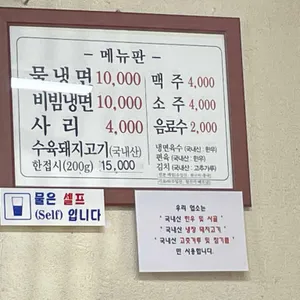 - 메뉴판 -
물냉면 10,000
비빔냉면 10,000
사리 4,000
수육돼지고기(국내산)
한접시(200g) 15,000
맥주 4,000
소주 4,000
음료수 2,000
냉면육수 (국내산 : 한우)
편육 (국내산 : 한우)
김치 (국내산 : 고추가루)
물은 셀프
(Self) 입니다
우리 업소는
* 국내산 한우 및 사골 *
* 국내산 냉장 돼지고기 *
* 국내산 고춧가루 및 참기름
만 사용합니다.